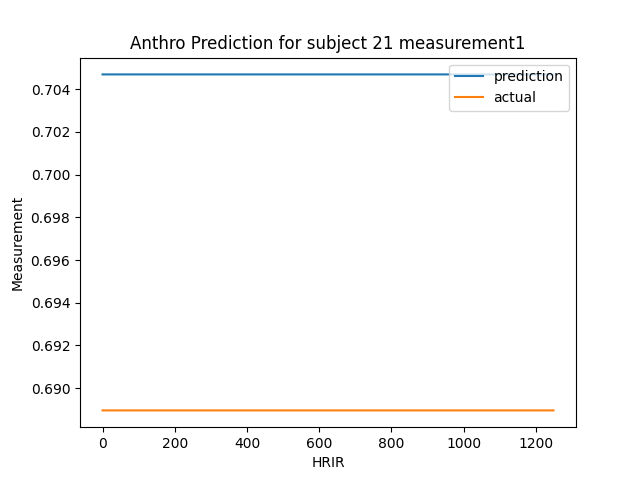 Anthro Prediction for subject 21 measurement1
prediction
actual
Measurement
0.704
0.702
0.700
0.698
0.696
0.694
0.692
0.690
0 200 400 600 800 1000 1200
HRIR